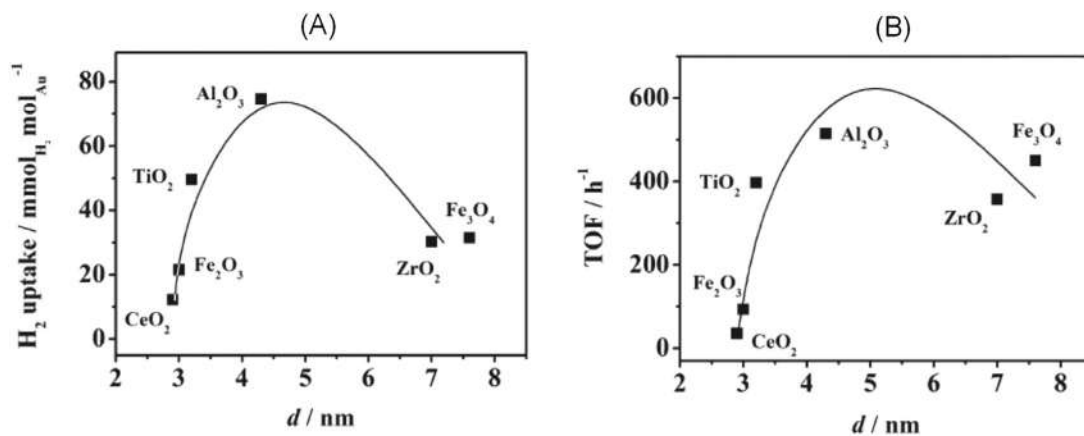 (A)
H₂ uptake / mmol_H₂ mol_Au⁻¹
80
60
40
20
0
Al₂O₃
TiO₂
Fe₂O₃
CeO₂
Fe₃O₄
ZrO₂
2 3 4 5 6 7 8
d / nm
(B)
TOF / h⁻¹
600
400
200
0
Fe₃O₄
Al₂O₃
TiO₂
ZrO₂
Fe₂O₃
CeO₂
2 3 4 5 6 7 8
d / nm